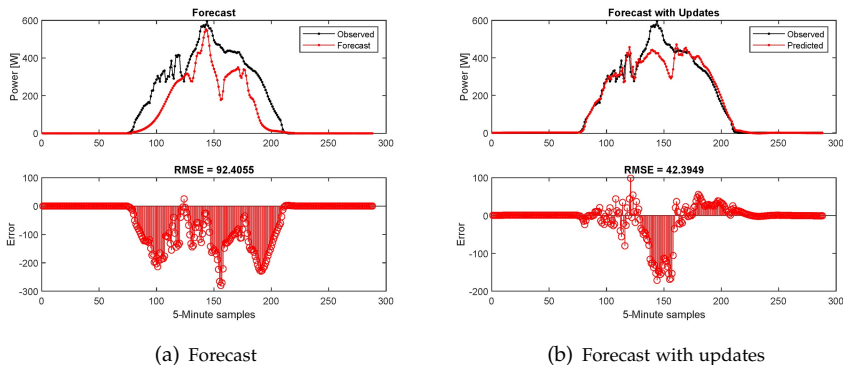 Forecast
600
400
200
0
Power [W]
Observed
Forecast
0 50 100 150 200 250 300
RMSE = 92.4055
100
0
-100
-200
-300
Error
0 50 100 150 200 250 300
5-Minute samples
(a) Forecast
Forecast with Updates
600
400
200
0
Power [W]
Observed
Predicted
0 50 100 150 200 250 300
RMSE = 42.3949
100
0
-100
-200
Error
0 50 100 150 200 250 300
5-Minute samples
(b) Forecast with updates